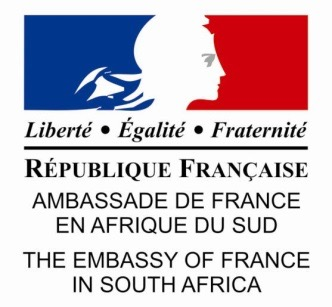 Liberté • Égalité • Fraternité
RÉPUBLIQUE FRANÇAISE
AMBASSADE DE FRANCE
EN AFRIQUE DU SUD
THE EMBASSY OF FRANCE
IN SOUTH AFRICA